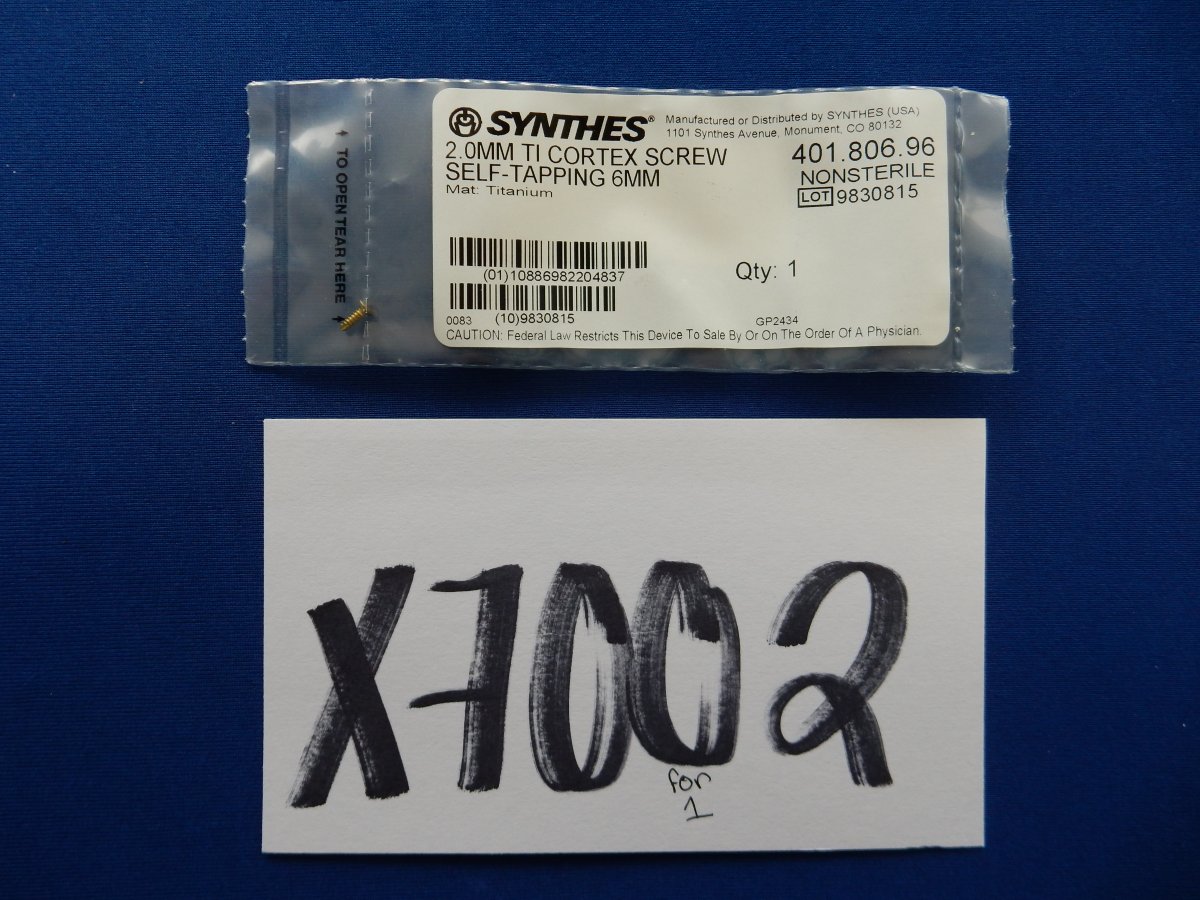 TO OPEN TEAR HERE
SYNTHES®
Manufactured or Distributed by SYNTHES (USA)
1101 Synthes Avenue, Monument, CO 80132
2.0MM TI CORTEX SCREW
SELF-TAPPING 6MM
Mat: Titanium
401.806.96
NONSTERILE
LOT 9830815
(01)10886982204837
Qty: 1
(10)9830815
0083
GP2434
CAUTION: Federal Law Restricts This Device To Sale By Or On The Order Of A Physician.
X7002
for
1